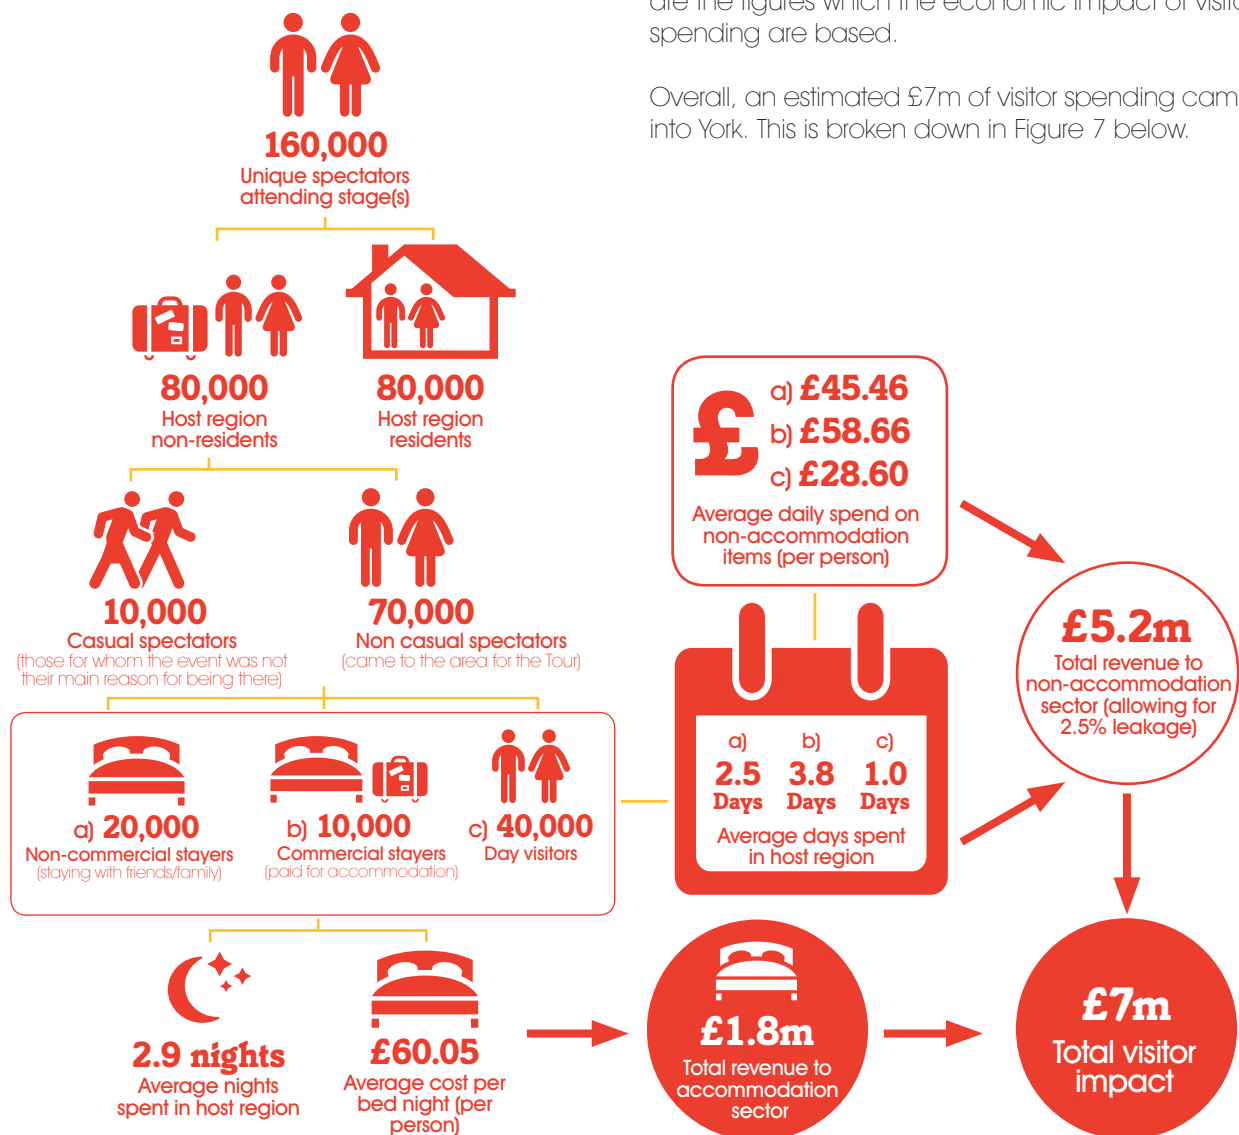 spending are based.
Overall, an estimated £7m of visitor spending cam
into York. This is broken down in Figure 7 below.
160,000
Unique spectators
attending stage(s)
80,000
Host region
non-residents
80,000
Host region
residents
10,000
Casual spectators
(those for whom the event was not
their main reason for being there)
70,000
Non casual spectators
(came to the area for the Tour)
a) 20,000
Non-commercial stayers
(staying with friends/family)
b) 10,000
Commercial stayers
(paid for accommodation)
c) 40,000
Day visitors
£
a) £45.46
b) £58.66
c) £28.60
Average daily spend on
non-accommodation
items (per person)
a) b) c)
2.5 3.8 1.0
Days Days Days
Average days spent
in host region
£5.2m
Total revenue to
non-accommodation
sector (allowing for
2.5% leakage)
2.9 nights
Average nights
spent in host region
£60.05
Average cost per
bed night (per
person)
£1.8m
Total revenue to
accommodation
sector
£7m
Total visitor
impact